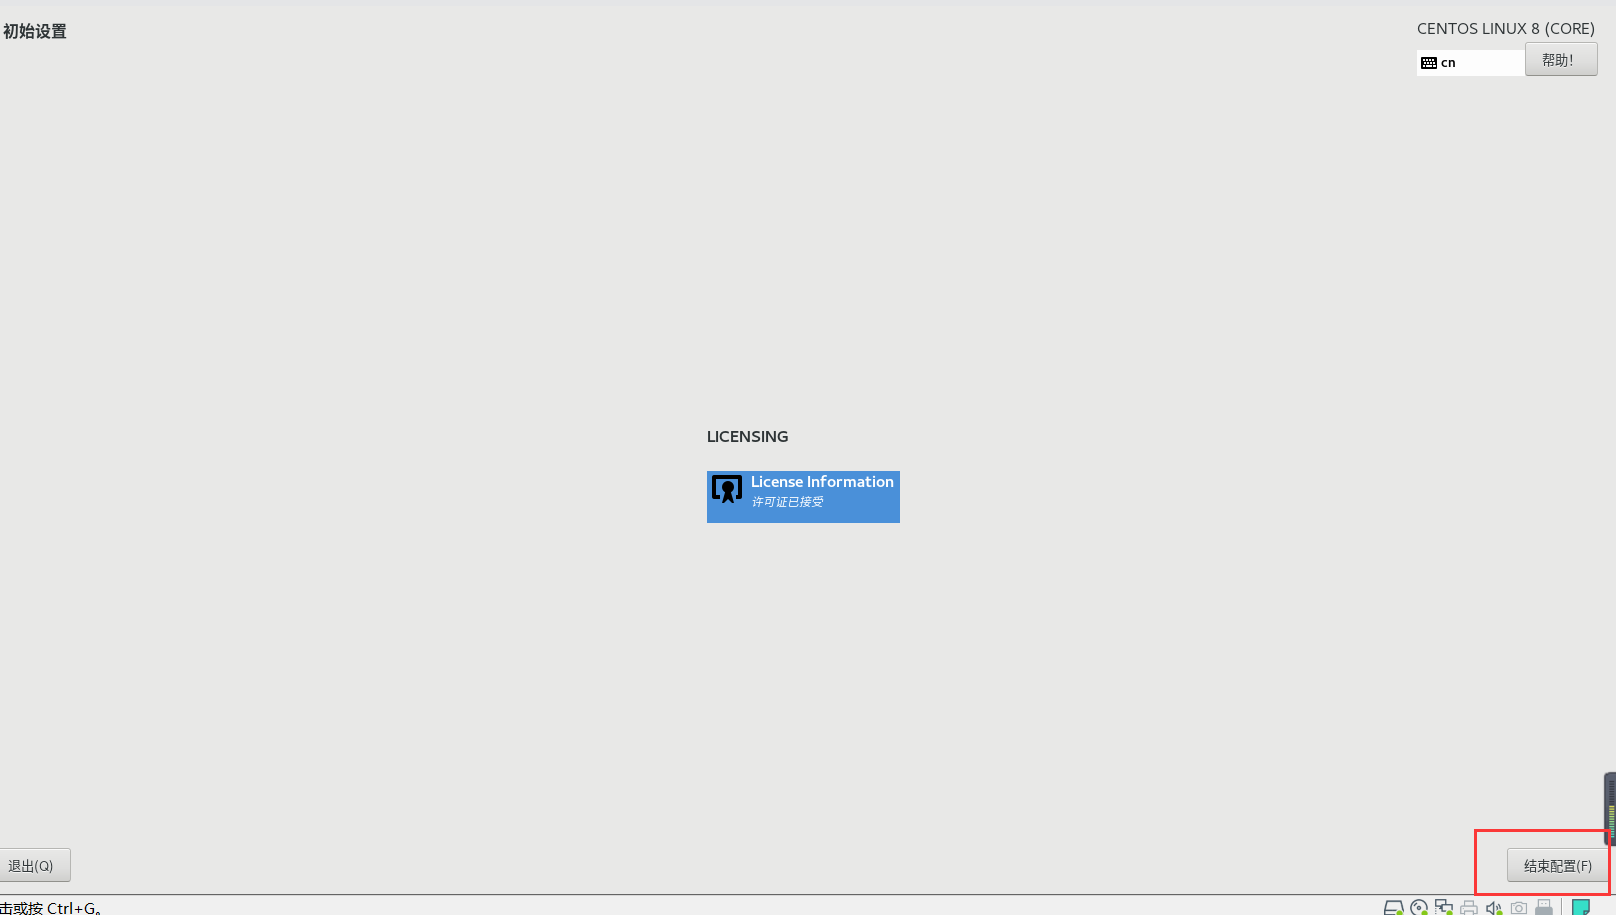 初始设置
CENTOS LINUX 8 (CORE)
cn
帮助!
LICENSING
License Information
许可证已接受
退出(Q)
结束配置(F)
击或按 Ctrl+G。